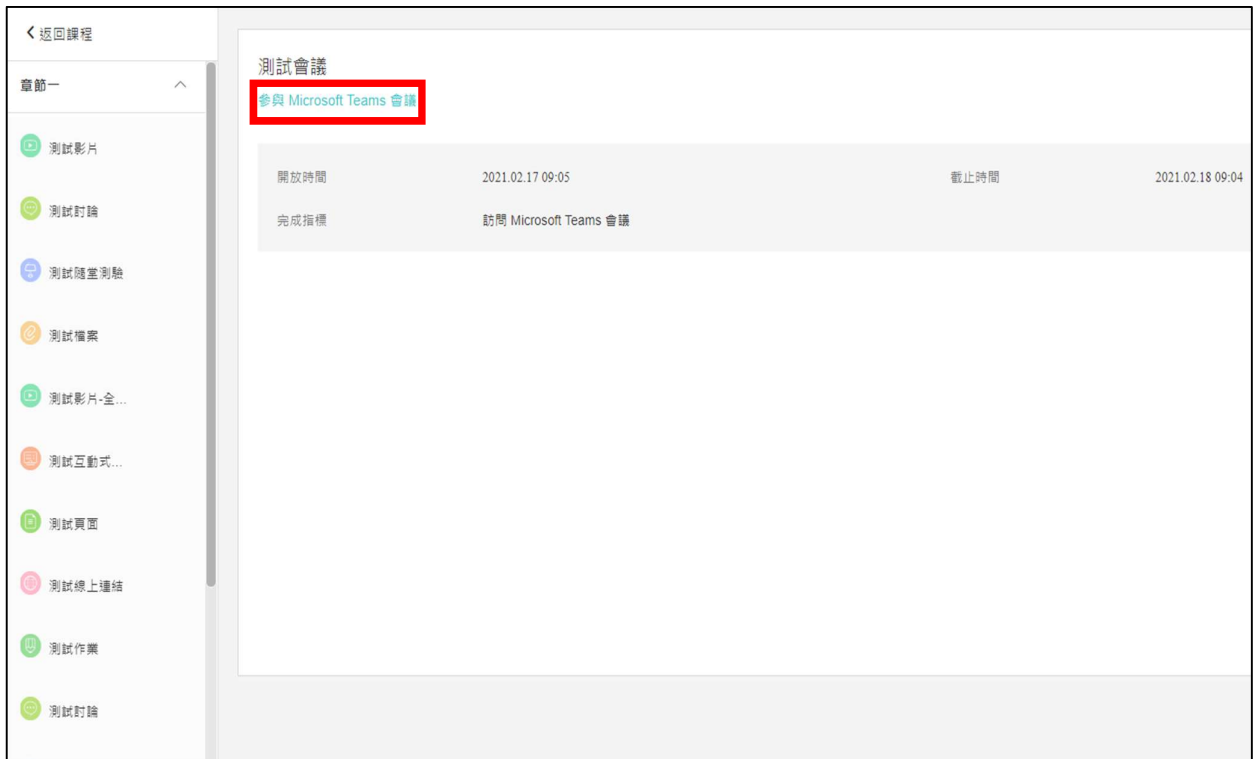 返回課程
章節一
測試影片
測試討論
測試隨堂測驗
測試檔案
測試影片-全...
測試互動式...
測試頁面
測試線上連結
測試作業
測試討論
測試會議
參與 Microsoft Teams 會議
開放時間 2021.02.17 09:05 截止時間 2021.02.18 09:04
完成指標 訪問 Microsoft Teams 會議